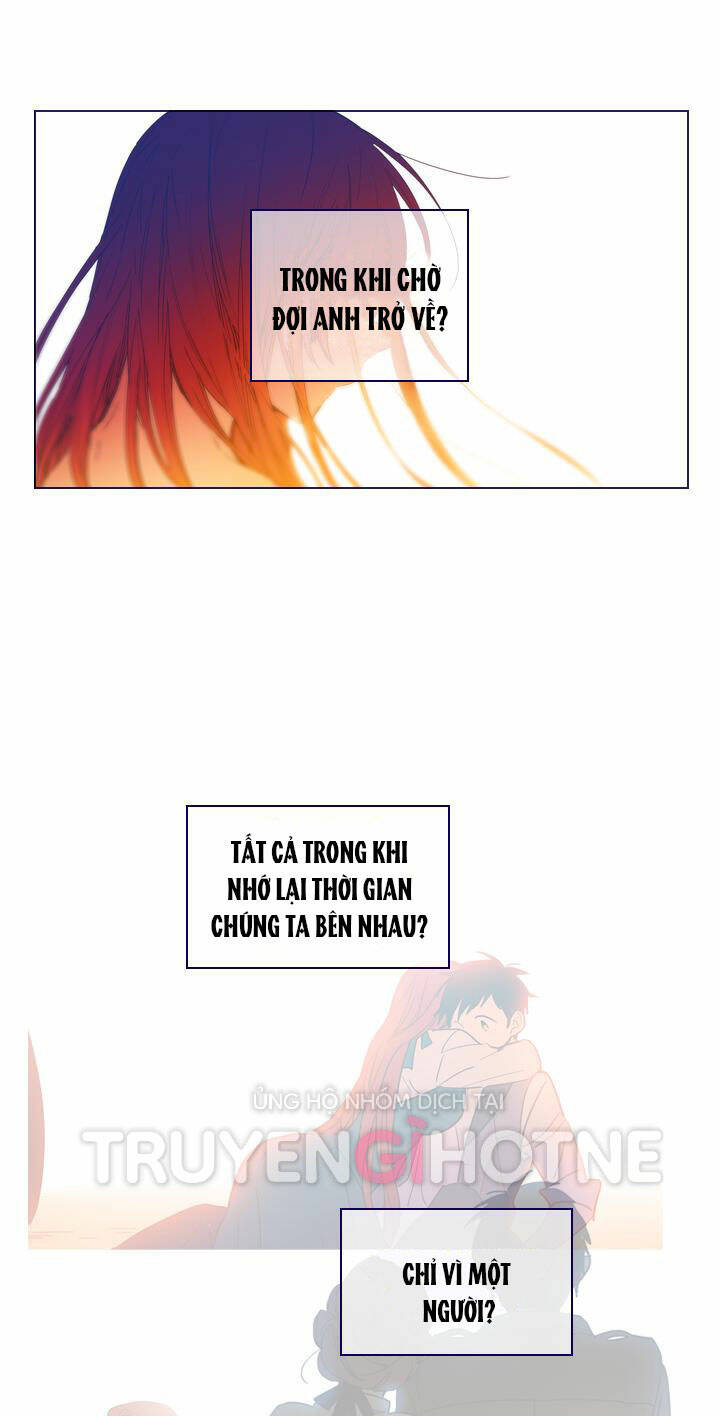 TRONG KHI CHỜ
ĐỢI ANH TRỞ VỀ?
TẤT CẢ TRONG KHI
NHỚ LẠI THỜI GIAN
CHÚNG TA BÊN NHAU?
ỦNG HỘ NHÓM DỊCH TẠI
TRUYENGIHOTNE
CHỈ VÌ MỘT
NGƯỜI?